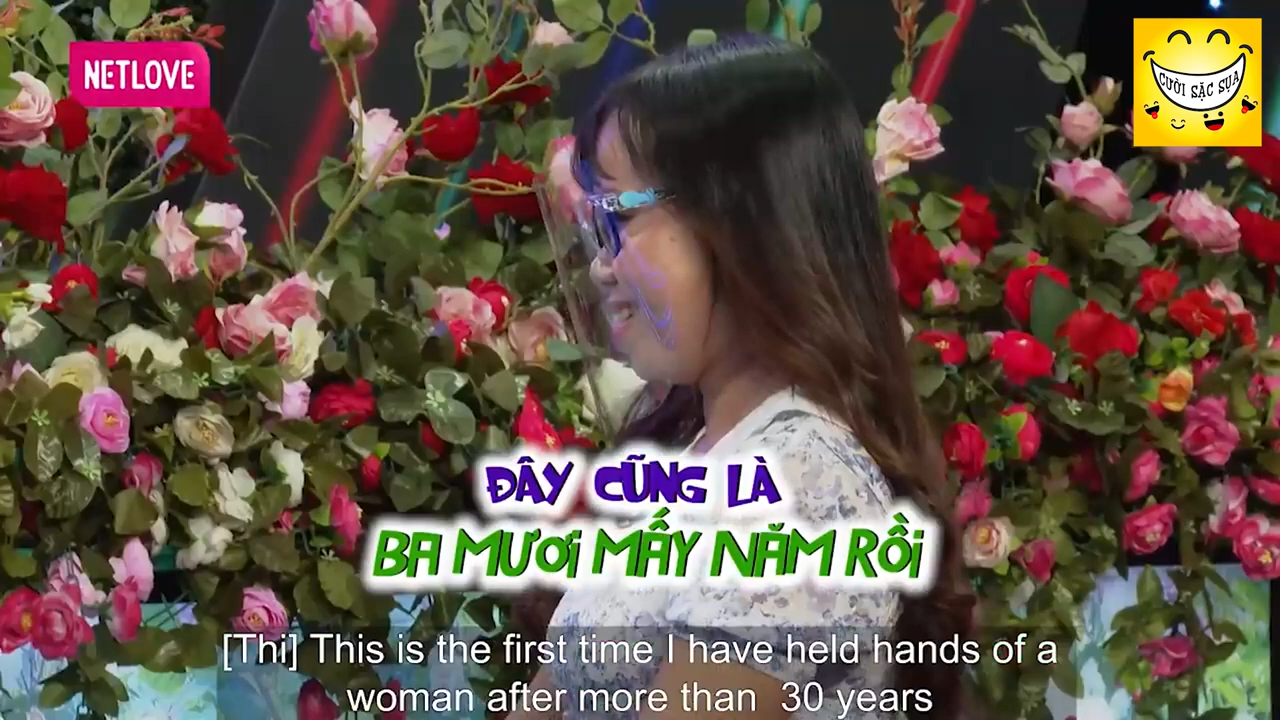 NETLOVE
CƯỜI SẶC SỤA
ĐÂY CŨNG LÀ
BA MƯƠI MẤY NĂM RỒI
[Thi] This is the first time I have held hands of a
woman after more than 30 years